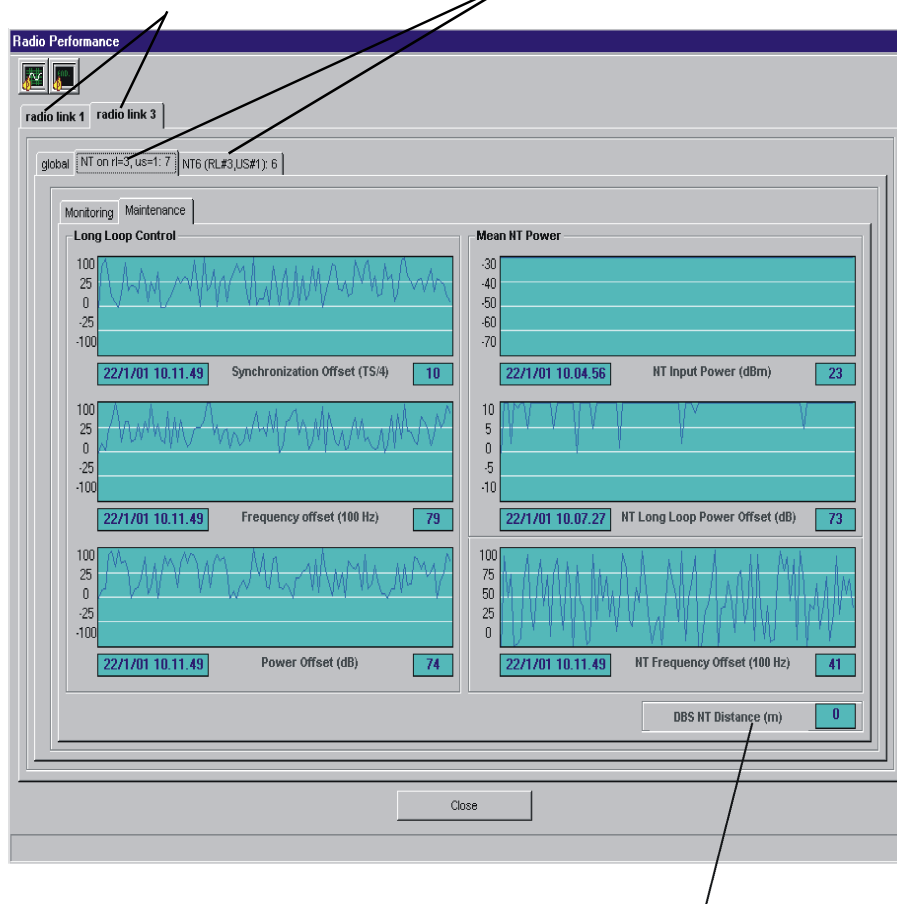 Radio Performance
radio link 1 radio link 3
global NT on rl=3, us=1: 7 NT6 (RL#3,US#1): 6
Monitoring Maintenance
Long Loop Control
100
25
0
-25
-100
22/1/01 10.11.49 Synchronization Offset (TS/4) 10
100
25
0
-25
-100
22/1/01 10.11.49 Frequency offset (100 Hz) 79
100
25
0
-25
-100
22/1/01 10.11.49 Power Offset (dB) 74
Mean NT Power
-30
-40
-50
-60
-70
22/1/01 10.04.56 NT Input Power (dBm) 23
10
5
0
-5
-10
22/1/01 10.07.27 NT Long Loop Power Offset (dB) 73
100
75
50
25
0
22/1/01 10.11.49 NT Frequency Offset (100 Hz) 41
DBS NT Distance (m) 0
Close